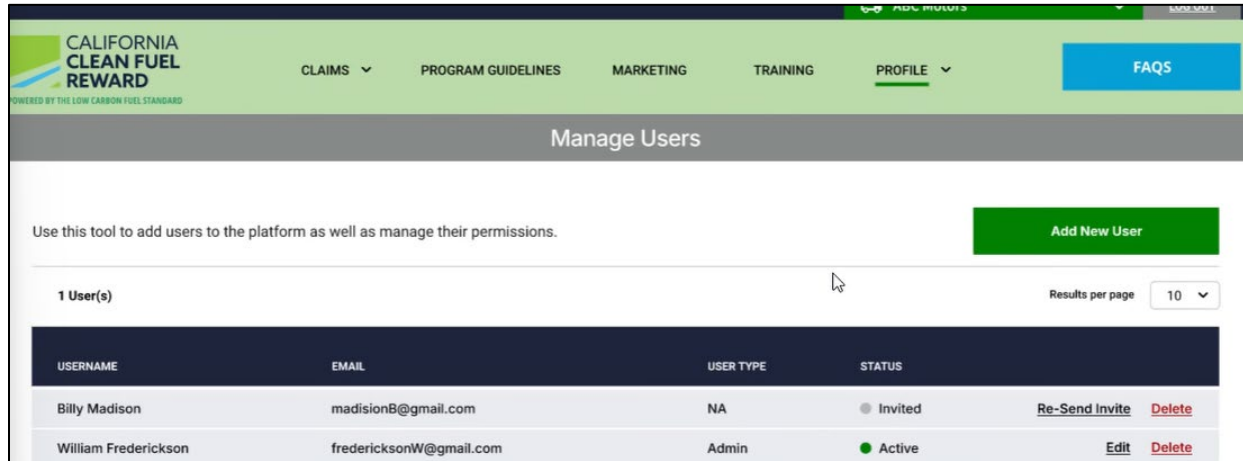 ABC Motors LOG OUT
CALIFORNIA
CLEAN FUEL
REWARD
POWERED BY THE LOW CARBON FUEL STANDARD
CLAIMS PROGRAM GUIDELINES MARKETING TRAINING PROFILE FAQS
Manage Users
Use this tool to add users to the platform as well as manage their permissions. Add New User
1 User(s) Results per page 10
USERNAME EMAIL USER TYPE STATUS
Billy Madison madisionB@gmail.com NA Invited Re-Send Invite Delete
William Frederickson fredericksonW@gmail.com Admin Active Edit Delete